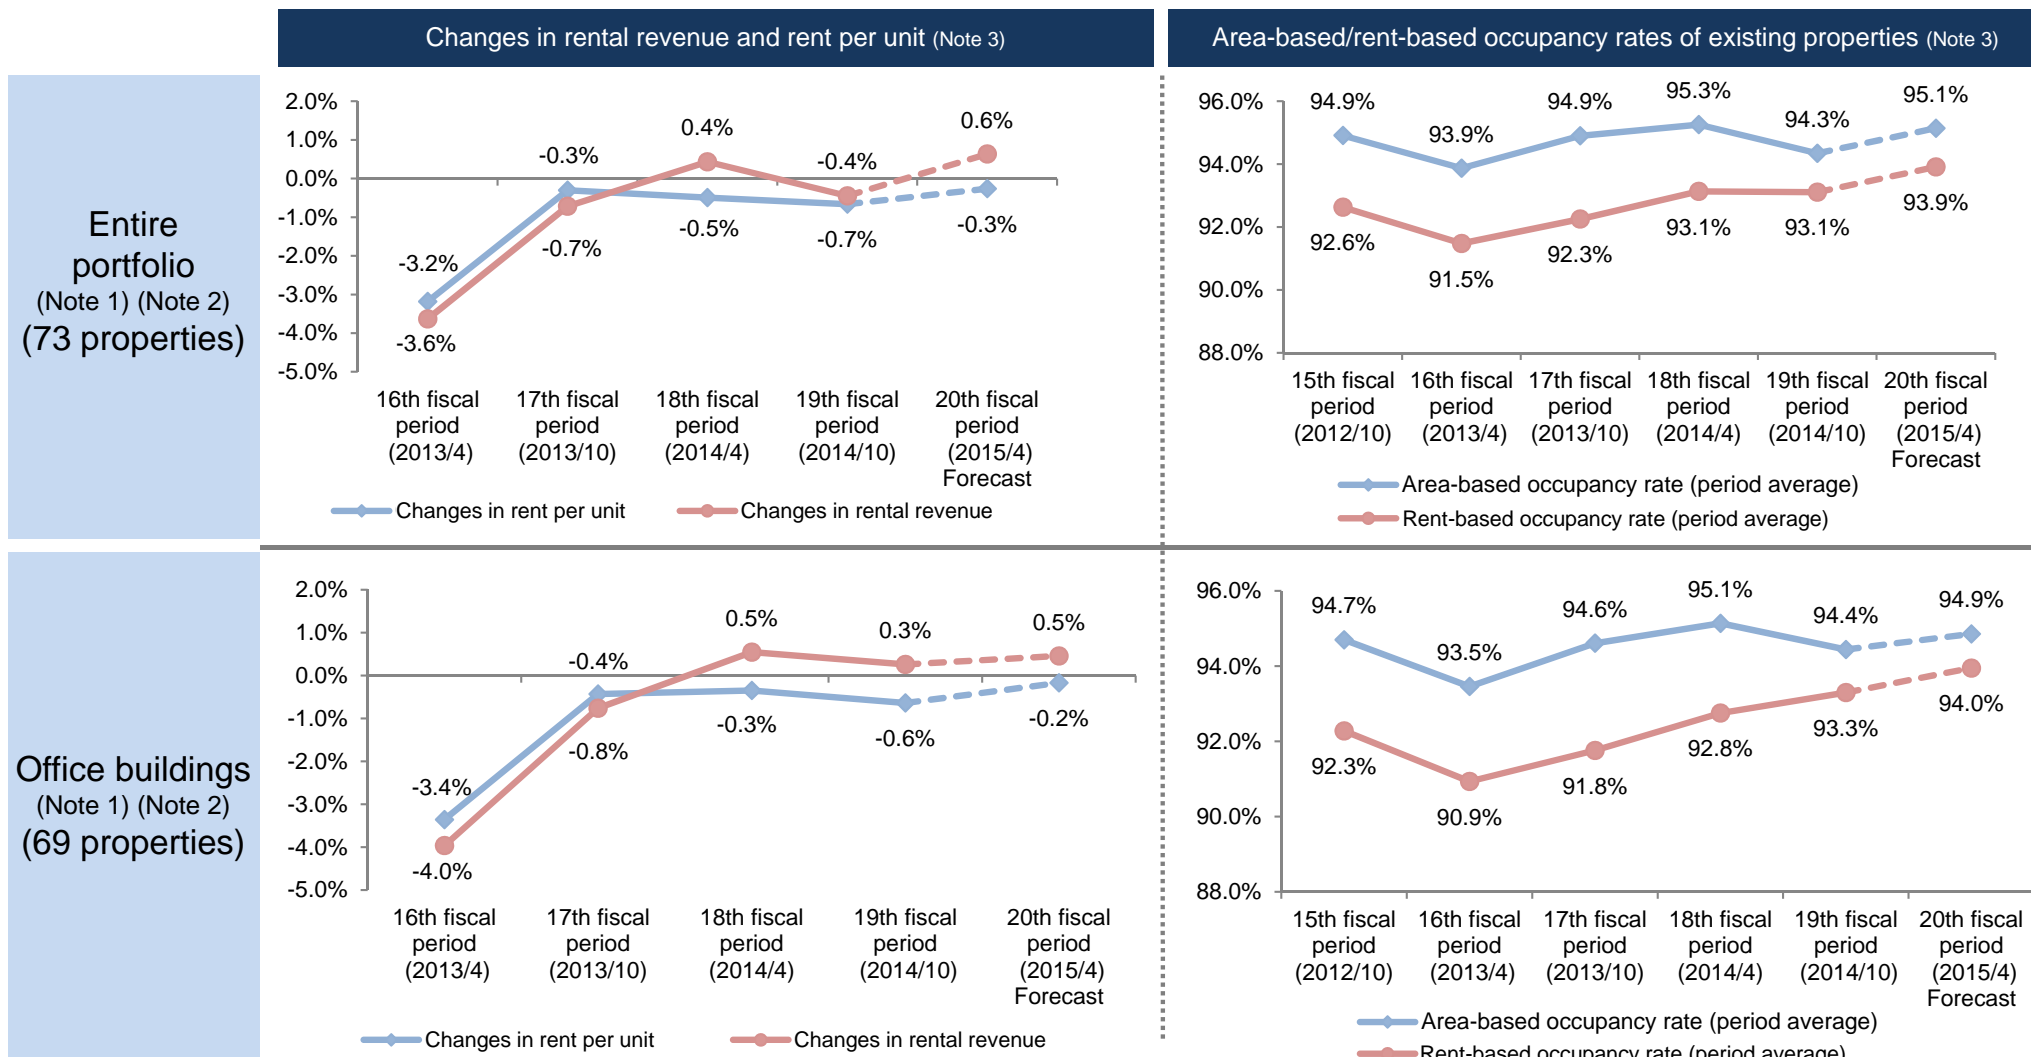 Changes in rental revenue and rent per unit (Note 3)
Area-based/rent-based occupancy rates of existing properties (Note 3)
Entire
portfolio
(Note 1) (Note 2)
(73 properties)
2.0%
1.0%
0.0%
-1.0%
-2.0%
-3.0%
-4.0%
-5.0%
-3.2%
-0.3%
-0.5%
-0.7%
-0.3%
-3.6%
-0.7%
0.4%
-0.4%
0.6%
16th fiscal
period
(2013/4)
17th fiscal
period
(2013/10)
18th fiscal
period
(2014/4)
19th fiscal
period
(2014/10)
20th fiscal
period
(2015/4)
Forecast
Changes in rent per unit
Changes in rental revenue
96.0%
94.0%
92.0%
90.0%
88.0%
94.9%
93.9%
94.9%
95.3%
94.3%
95.1%
92.6%
91.5%
92.3%
93.1%
93.1%
93.9%
15th fiscal
period
(2012/10)
16th fiscal
period
(2013/4)
17th fiscal
period
(2013/10)
18th fiscal
period
(2014/4)
19th fiscal
period
(2014/10)
20th fiscal
period
(2015/4)
Forecast
Area-based occupancy rate (period average)
Rent-based occupancy rate (period average)
Office buildings
(Note 1) (Note 2)
(69 properties)
2.0%
1.0%
0.0%
-1.0%
-2.0%
-3.0%
-4.0%
-5.0%
-3.4%
-0.4%
-0.3%
-0.6%
-0.2%
-4.0%
-0.8%
0.5%
0.3%
0.5%
16th fiscal
period
(2013/4)
17th fiscal
period
(2013/10)
18th fiscal
period
(2014/4)
19th fiscal
period
(2014/10)
20th fiscal
period
(2015/4)
Forecast
Changes in rent per unit
Changes in rental revenue
96.0%
94.0%
92.0%
90.0%
88.0%
94.7%
93.5%
94.6%
95.1%
94.4%
94.9%
92.3%
90.9%
91.8%
92.8%
93.3%
94.0%
15th fiscal
period
(2012/10)
16th fiscal
period
(2013/4)
17th fiscal
period
(2013/10)
18th fiscal
period
(2014/4)
19th fiscal
period
(2014/10)
20th fiscal
period
(2015/4)
Forecast
Area-based occupancy rate (period average)
Rent-based occupancy rate (period average)